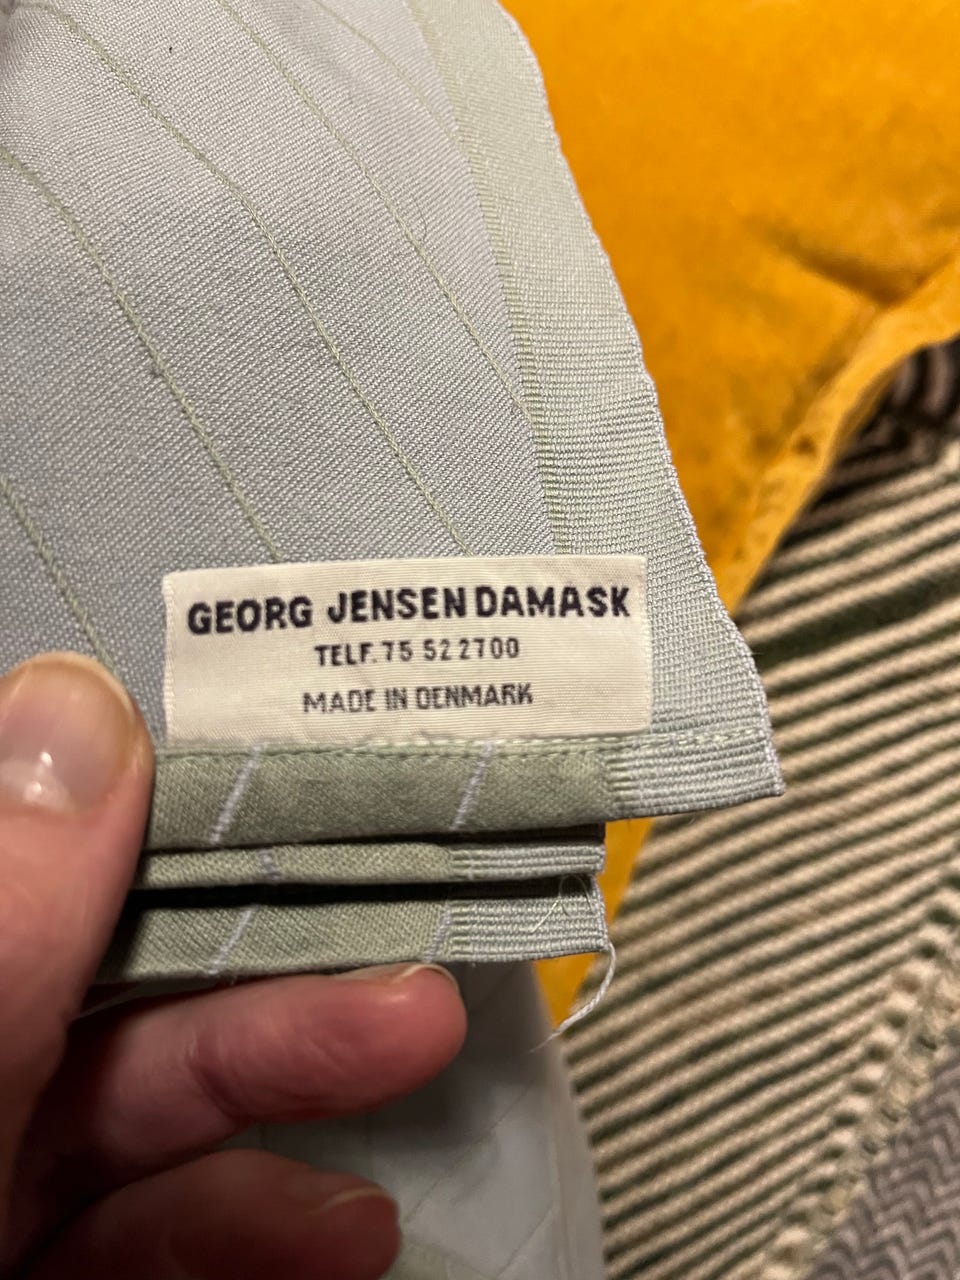 GEORG JENSEN DAMASK
TELF. 75 52 2700
MADE IN DENMARK